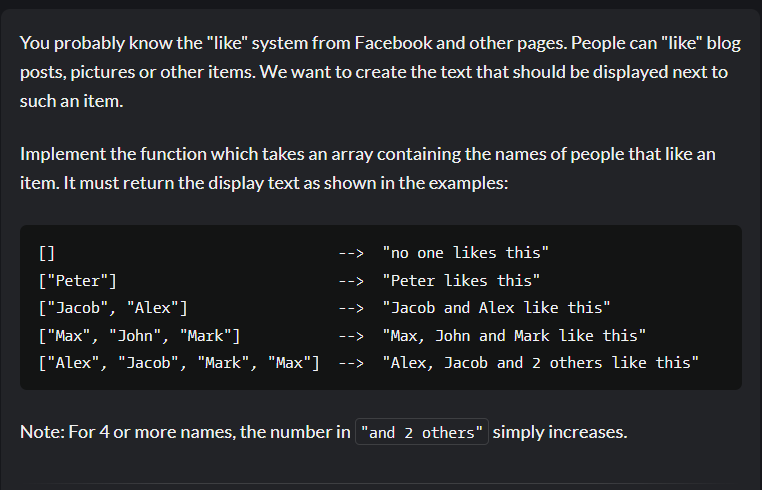 You probably know the "like" system from Facebook and other pages. People can "like" blog
posts, pictures or other items. We want to create the text that should be displayed next to
such an item.
Implement the function which takes an array containing the names of people that like an
item. It must return the display text as shown in the examples:
[]                                --> "no one likes this"
["Peter"]                         --> "Peter likes this"
["Jacob", "Alex"]                 --> "Jacob and Alex like this"
["Max", "John", "Mark"]           --> "Max, John and Mark like this"
["Alex", "Jacob", "Mark", "Max"]  --> "Alex, Jacob and 2 others like this"
Note: For 4 or more names, the number in "and 2 others" simply increases.